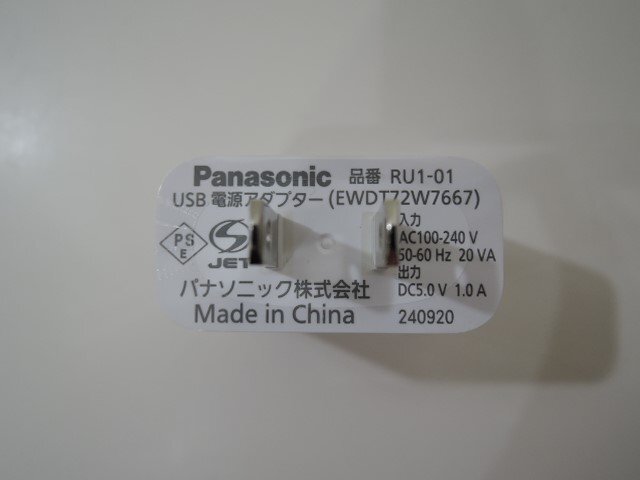 Panasonic 品番 RU1-01
USB 電源アダプター (EWDT72W7667)
PS
E
JET
入力
AC100-240 V
50-60 Hz 20 VA
出力
DC5.0 V 1.0 A
パナソニック株式会社
Made in China
240920